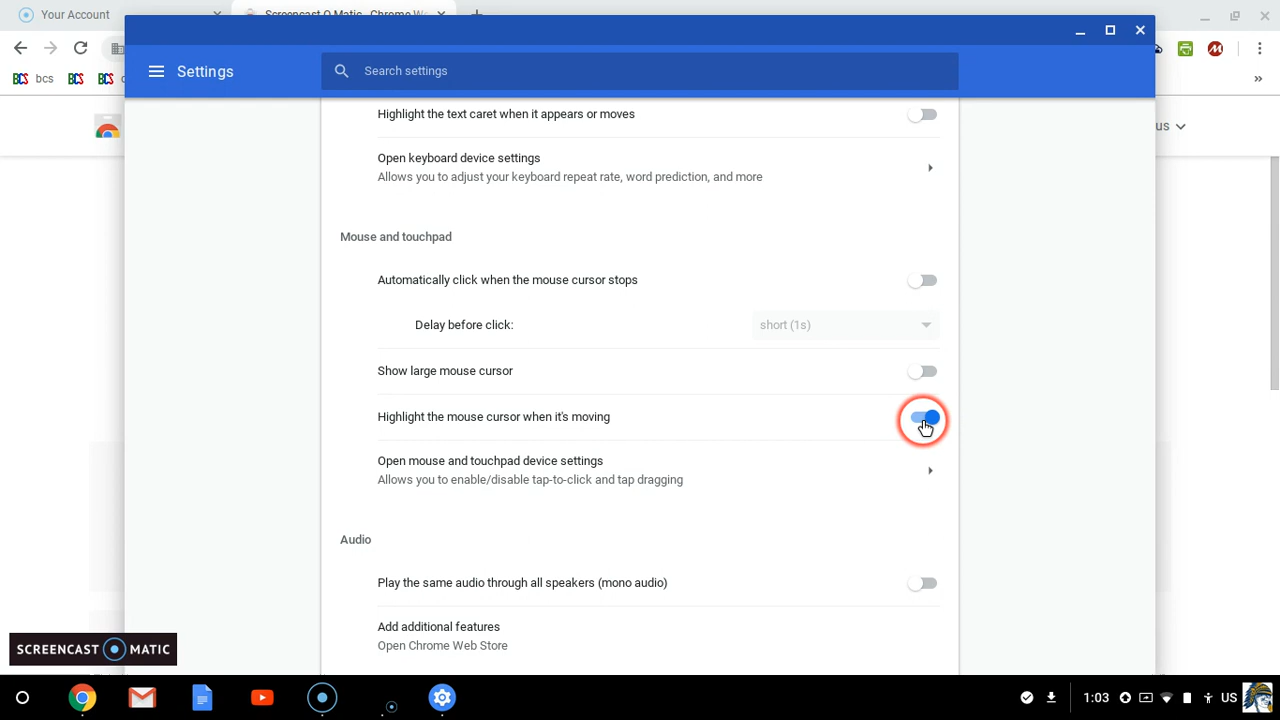 Your Account
Screencast O Matic - Chrome We
Settings
Search settings
BCS bcs BCS BCS
»
us
Highlight the text caret when it appears or moves
Open keyboard device settings
Allows you to adjust your keyboard repeat rate, word prediction, and more
Mouse and touchpad
Automatically click when the mouse cursor stops
Delay before click: short (1s)
Show large mouse cursor
Highlight the mouse cursor when it's moving
Open mouse and touchpad device settings
Allows you to enable/disable tap-to-click and tap dragging
Audio
Play the same audio through all speakers (mono audio)
Add additional features
Open Chrome Web Store
SCREENCAST MATIC
1:03 US